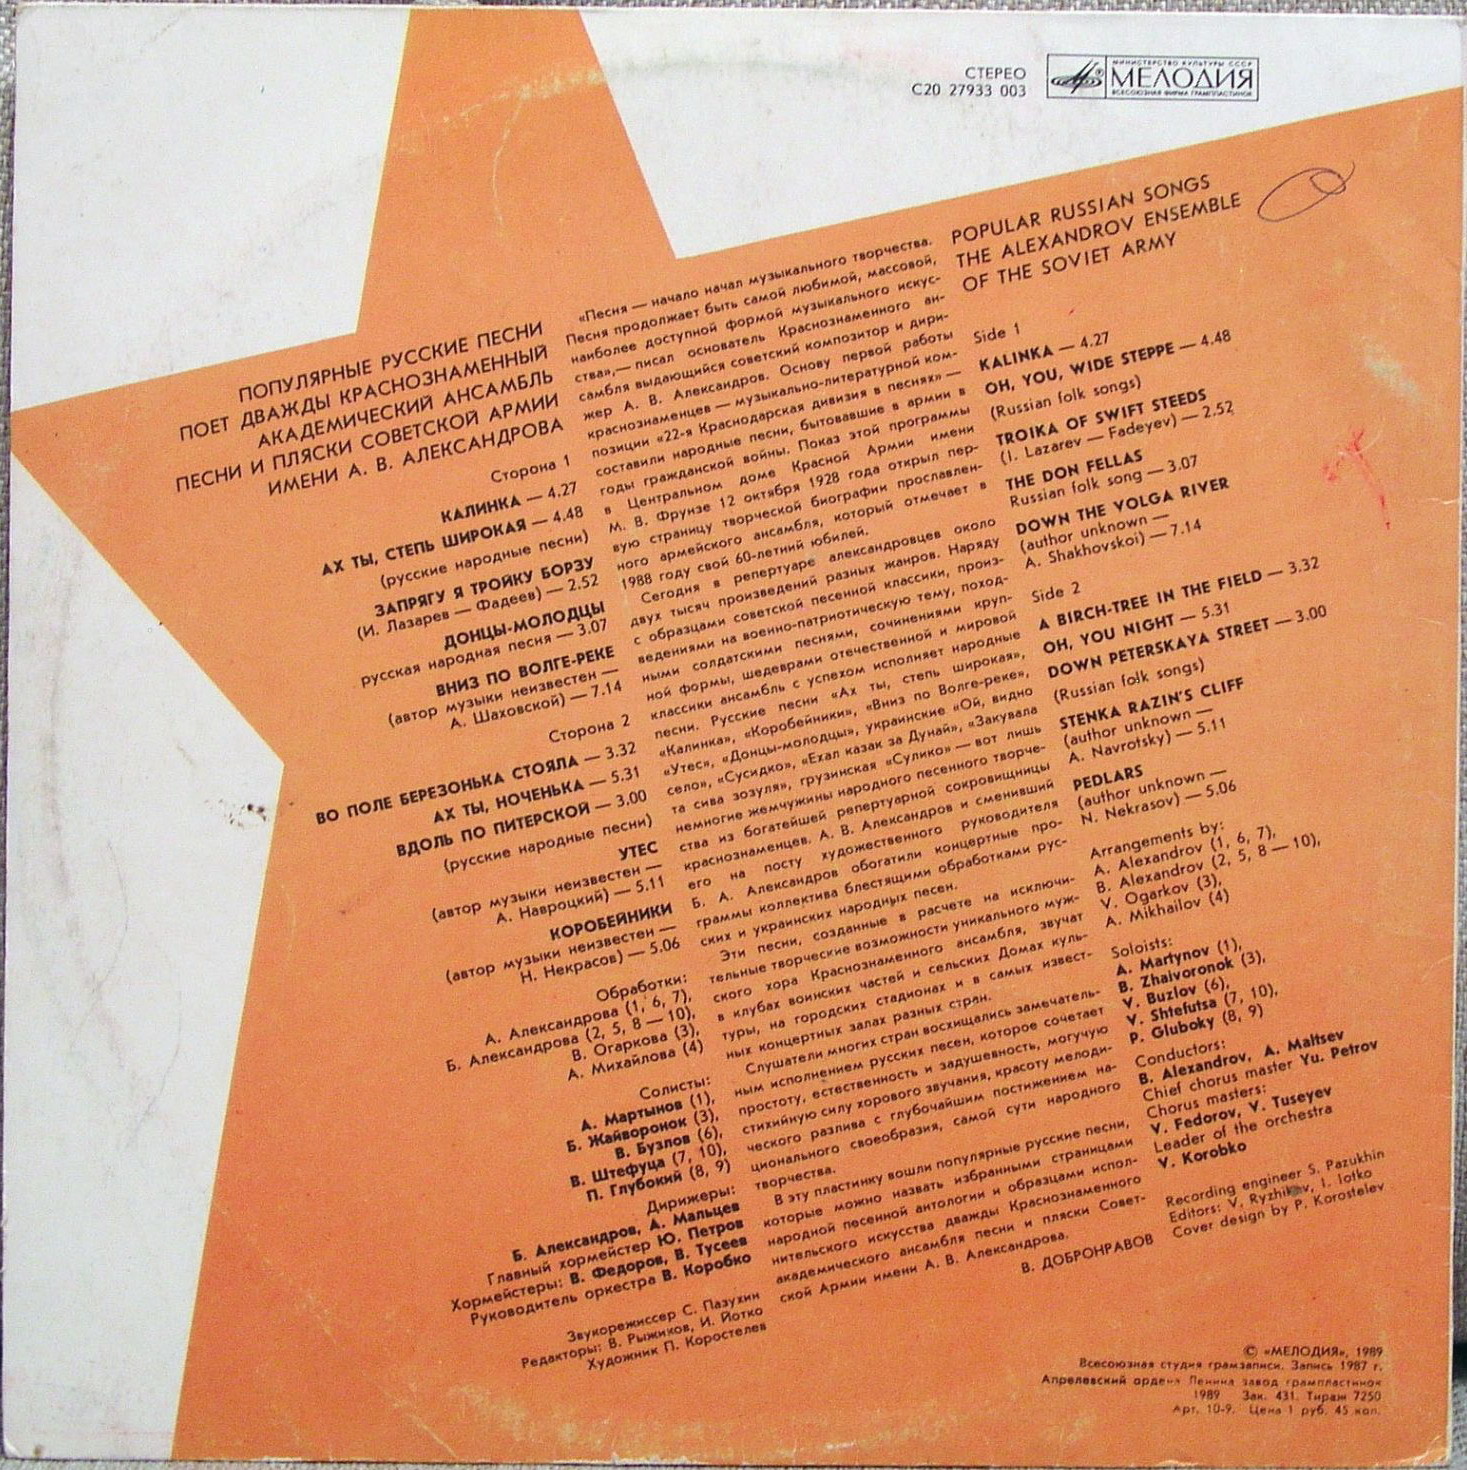 СТЕРЕО
С20 27933 003
МИНИСТЕРСТВО КУЛЬТУРЫ СССР
МЕЛОДИЯ
ВСЕСОЮЗНАЯ ФИРМА ГРАМПЛАСТИНОК
ПОПУЛЯРНЫЕ РУССКИЕ ПЕСНИ
ПОЕТ ДВАЖДЫ КРАСНОЗНАМЕННЫЙ
АКАДЕМИЧЕСКИЙ АНСАМБЛЬ
ПЕСНИ И ПЛЯСКИ СОВЕТСКОЙ АРМИИ
ИМЕНИ А. В. АЛЕКСАНДРОВА
Сторона 1
КАЛИНКА — 4.27
АХ ТЫ, СТЕПЬ ШИРОКАЯ — 4.48
(русские народные песни)
ЗАПРЯГУ Я ТРОЙКУ БОРЗУ
(И. Лазарев — Фадеев) — 2.52
ДОНЦЫ-МОЛОДЦЫ
русская народная песня — 3.07
ВНИЗ ПО ВОЛГЕ-РЕКЕ
(автор музыки неизвестен —
А. Шаховской) — 7.14
Сторона 2
ВО ПОЛЕ БЕРЕЗОНЬКА СТОЯЛА — 3.32
АХ ТЫ, НОЧЕНЬКА — 5.31
ВДОЛЬ ПО ПИТЕРСКОЙ — 3.00
(русские народные песни)
УТЕС
(автор музыки неизвестен —
А. Навроцкий) — 5.11
КОРОБЕЙНИКИ
(автор музыки неизвестен —
Н. Некрасов) — 5.06
Обработки:
А. Александрова (1, 6, 7),
Б. Александрова (2, 5, 8 — 10),
В. Огаркова (3),
А. Михайлова (4)
Солисты:
А. Мартынов (1),
Б. Жайворонок (3),
В. Бузлов (6),
В. Штефуца (7, 10),
П. Глубокий (8, 9)
Дирижеры:
Б. Александров, А. Мальцев
Главный хормейстер Ю. Петров
Хормейстеры: В. Федоров, В. Тусеев
Руководитель оркестра В. Коробко
Звукорежиссер С. Пазухин
Редакторы: В. Рыжиков, И. Йотко
Художник П. Коростелев
«Песня — начало начал музыкального творчества.
Песня продолжает быть самой любимой, массовой,
наиболее доступной формой музыкального искус-
ства»,— писал основатель Краснознаменного ан-
самбля выдающийся советский композитор и дири-
жер А. В. Александров. Основу первой работы
краснознаменцев — музыкально-литературной ком-
позиции «22-я Краснодарская дивизия в песнях» —
составили народные песни, бытовавшие в армии в
годы гражданской войны. Показ этой программы
в Центральном доме Красной Армии имени
М. В. Фрунзе 12 октября 1928 года открыл пер-
вую страницу творческой биографии прославлен-
ного армейского ансамбля, который отмечает в
1988 году свой 60-летний юбилей.
Сегодня в репертуаре александровцев около
двух тысяч произведений разных жанров. Наряду
с образцами советской песенной классики, произ-
ведениями на военно-патриотическую тему, поход-
ными солдатскими песнями, сочинениями круп-
ной формы, шедеврами отечественной и мировой
классики ансамбль с успехом исполняет народные
песни. Русские песни «Ах ты, степь широкая»,
«Калинка», «Коробейники», «Вниз по Волге-реке»,
«Утес», «Донцы-молодцы», украинские «Ой, видно
село», «Сусидко», «Ехал казак за Дунай», «Закувала
та сива зозуля», грузинская «Сулико» — вот лишь
немногие жемчужины народного песенного творче-
ства из богатейшей репертуарной сокровищницы
краснознаменцев. А. В. Александров и сменивший
его на посту художественного руководителя
Б. А. Александров обогатили концертные про-
граммы коллектива блестящими обработками рус-
ских и украинских народных песен.
Эти песни, созданные в расчете на исключи-
тельные творческие возможности уникального муж-
ского хора Краснознаменного ансамбля, звучат
в клубах воинских частей и сельских Домах куль-
туры, на городских стадионах и в самых извест-
ных концертных залах разных стран.
Слушатели многих стран восхищались замечатель-
ным исполнением русских песен, которое сочетает
простоту, естественность и задушевность, могучую
стихийную силу хорового звучания, красоту мелоди-
ческого разлива с глубочайшим постижением на-
ционального своеобразия, самой сути народного
творчества.
В эту пластинку вошли популярные русские песни,
которые можно назвать избранными страницами
народной песенной антологии и образцами испол-
нительского искусства дважды Краснознаменного
академического ансамбля песни и пляски Совет-
ской Армии имени А. В. Александрова.
В. ДОБРОНРАВОВ
POPULAR RUSSIAN SONGS
THE ALEXANDROV ENSEMBLE
OF THE SOVIET ARMY
Side 1
KALINKA — 4.27
OH, YOU, WIDE STEPPE — 4.48
(Russian folk songs)
TROIKA OF SWIFT STEEDS
(I. Lazarev — Fadeyev) — 2.52
THE DON FELLAS
Russian folk song — 3.07
DOWN THE VOLGA RIVER
(author unknown —
A. Shakhovskoi) — 7.14
Side 2
A BIRCH-TREE IN THE FIELD — 3.32
OH, YOU NIGHT — 5.31
DOWN PETERSKAYA STREET — 3.00
(Russian folk songs)
STENKA RAZIN'S CLIFF
(author unknown —
A. Navrotsky) — 5.11
PEDLARS
(author unknown —
N. Nekrasov) — 5.06
Arrangements by:
A. Alexandrov (1, 6, 7),
B. Alexandrov (2, 5, 8 — 10),
V. Ogarkov (3),
A. Mikhailov (4)
Soloists:
A. Martynov (1),
B. Zhaivoronok (3),
V. Buzlov (6),
V. Shtefutsa (7, 10),
P. Gluboky (8, 9)
Conductors:
B. Alexandrov, A. Maltsev
Chief chorus master Yu. Petrov
Chorus masters:
V. Fedorov, V. Tuseyev
Leader of the orchestra
V. Korobko
Recording engineer S. Pazukhin
Editors: V. Ryzhikov, I. Iotko
Cover design by P. Korostelev
© «МЕЛОДИЯ», 1989
Всесоюзная студия грамзаписи. Запись 1987 г.
Апрелевский ордена Ленина завод грампластинок
1989 Зак. 431. Тираж 7250
Арт. 10-9. Цена 1 руб. 45 коп.